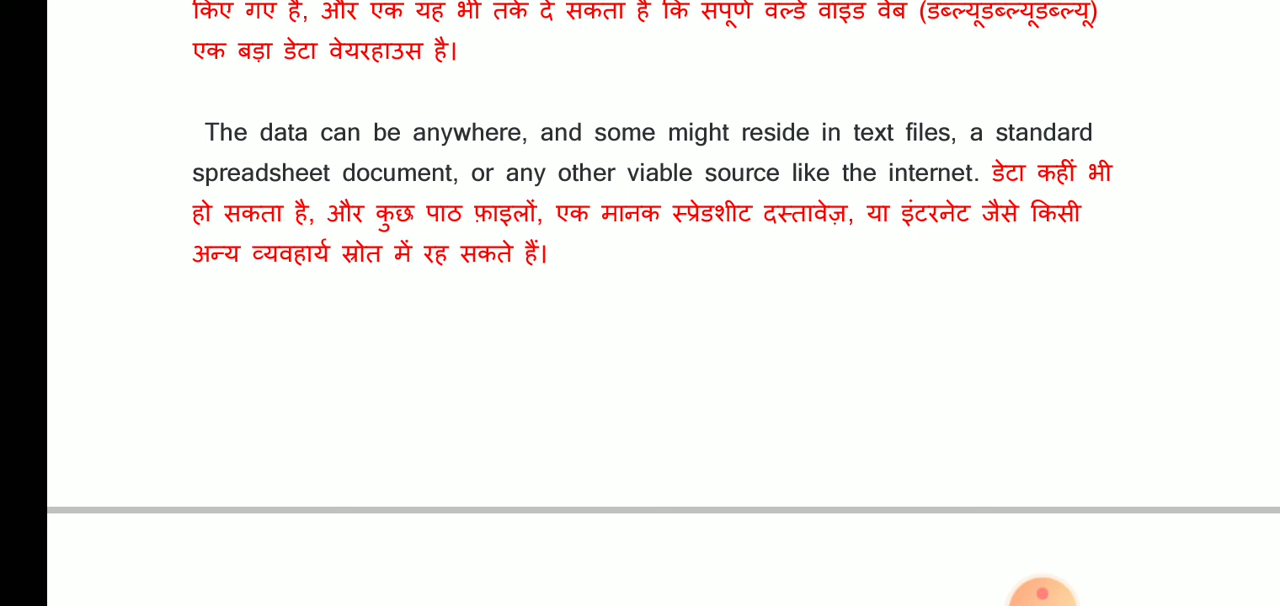 किए गए हैं, और एक यह भी तर्क दे सकता है कि संपूर्ण वर्ल्ड वाइड वेब (डब्ल्यूडब्ल्यूडब्ल्यू)
एक बड़ा डेटा वेयरहाउस है।
The data can be anywhere, and some might reside in text files, a standard
spreadsheet document, or any other viable source like the internet. डेटा कहीं भी
हो सकता है, और कुछ पाठ फ़ाइलों, एक मानक स्प्रेडशीट दस्तावेज़, या इंटरनेट जैसे किसी
अन्य व्यवहार्य स्रोत में रह सकते हैं।